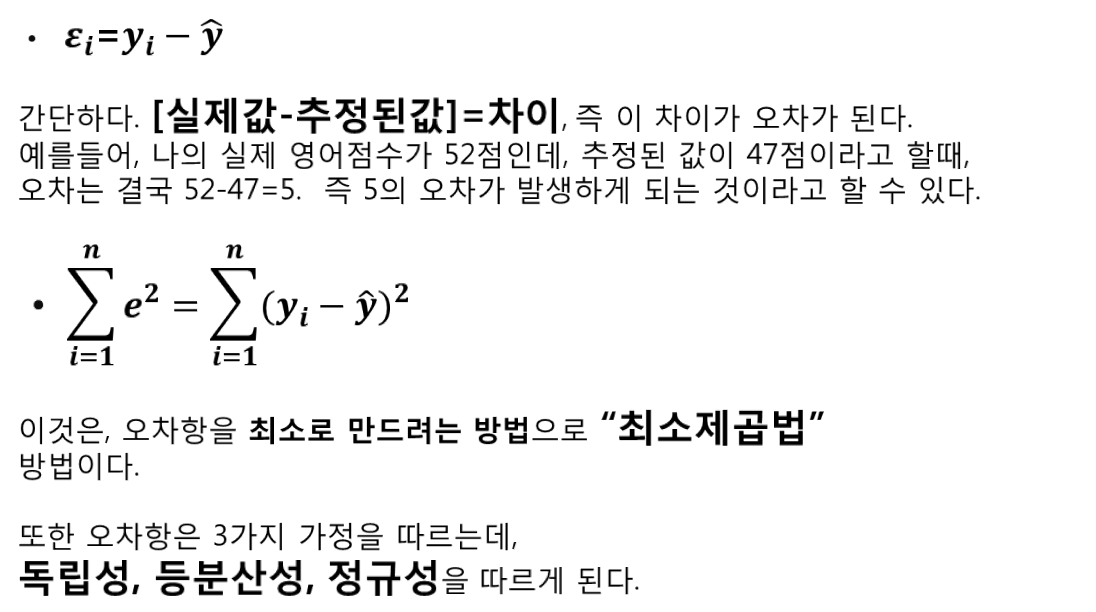 • εᵢ=yᵢ − ŷ
간단하다. [실제값-추정된값]=차이, 즉 이 차이가 오차가 된다.
예를들어, 나의 실제 영어점수가 52점인데, 추정된 값이 47점이라고 할때,
오차는 결국 52-47=5. 즉 5의 오차가 발생하게 되는 것이라고 할 수 있다.
• ∑ᵢ₌₁ⁿ e² = ∑ᵢ₌₁ⁿ (yᵢ − ŷ)²
이것은, 오차항을 최소로 만드려는 방법으로 “최소제곱법”
방법이다.
또한 오차항은 3가지 가정을 따르는데,
독립성, 등분산성, 정규성을 따르게 된다.